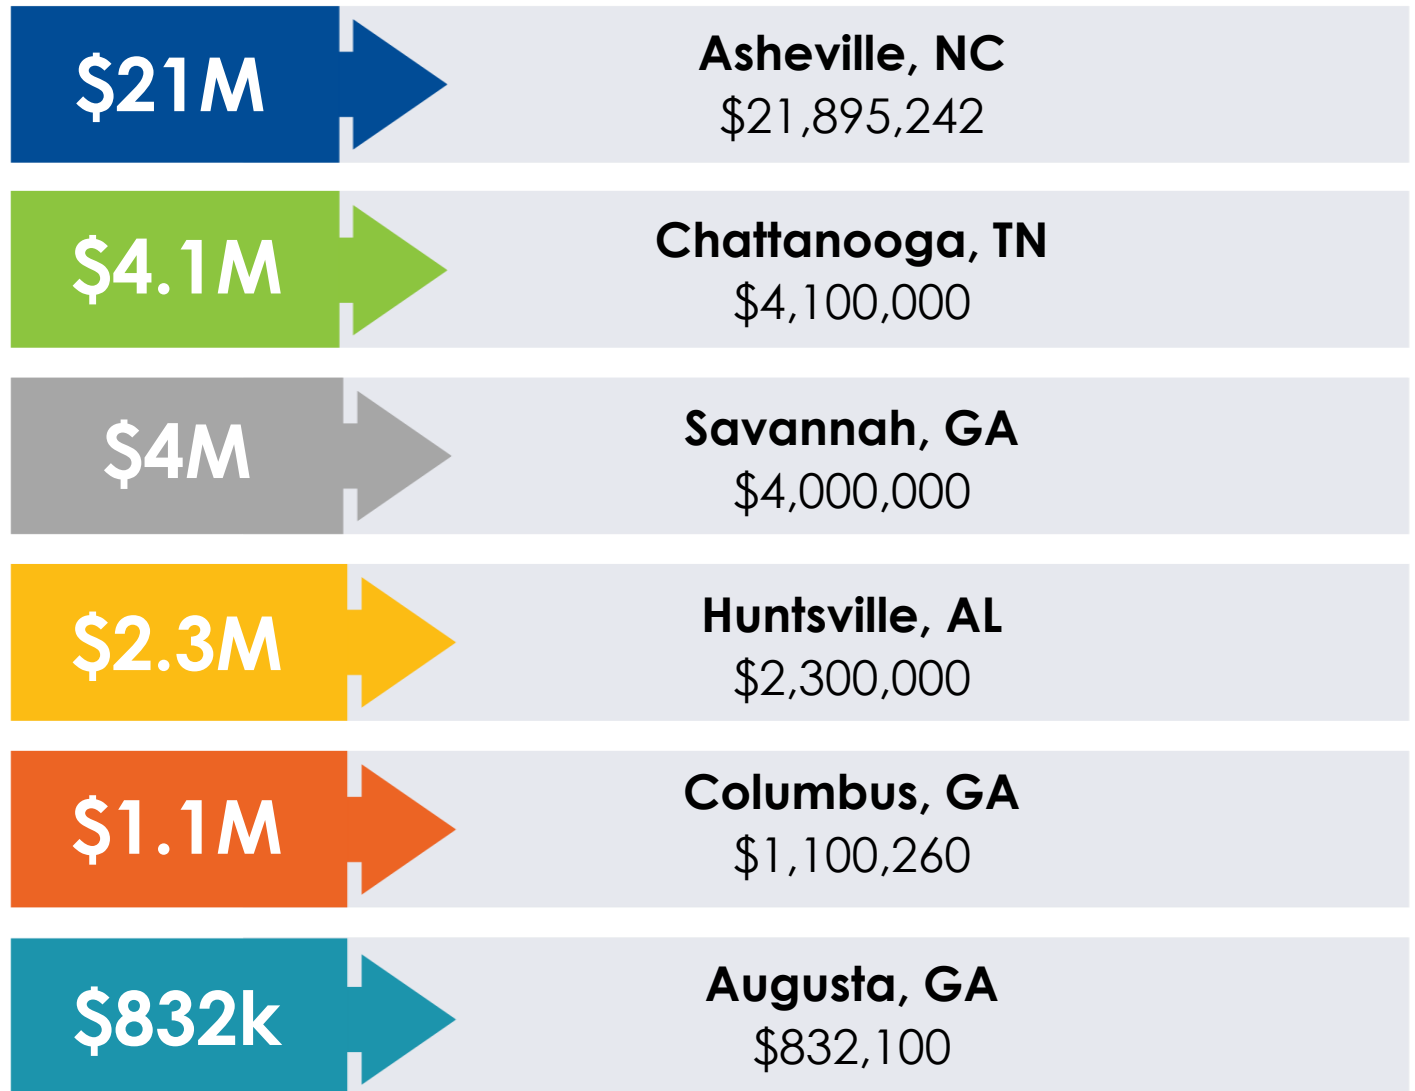 $21M
Asheville, NC
$21,895,242
$4.1M
Chattanooga, TN
$4,100,000
$4M
Savannah, GA
$4,000,000
$2.3M
Huntsville, AL
$2,300,000
$1.1M
Columbus, GA
$1,100,260
$832k
Augusta, GA
$832,100